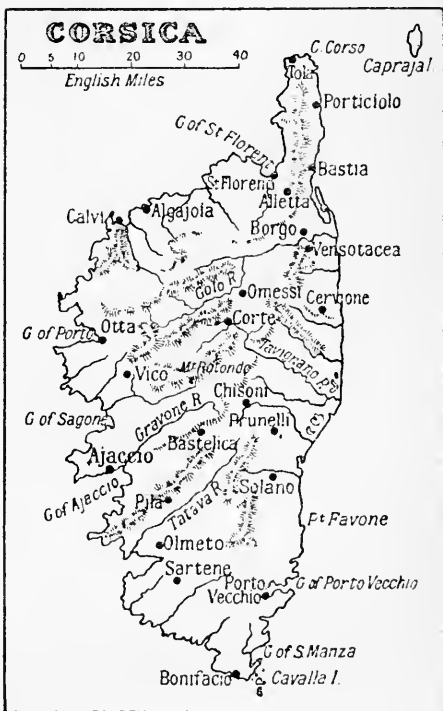 CORSICA
0 5 10 20 30 40
English Miles
C. Corso
Capraja I.
Tola
Porticiolo
G of St Florent
St Floreno
Bastia
Alletta
Calvi
Algajola
Borgo
Vensotacea
Golo R
Omessi
Cervone
Otta
G of Porto
Corte
Tavignano R
Mt Rotondo
Vico
Chisoni
G of Sagone
Gravone R
Prunelli
Bastelica
Ajaccio
G of Ajaccio
Solano
Pila
Tatava R
Pt Favone
Olmeto
Sartene
Porto
Vecchio
G of Porto Vecchio
G of S. Manza
Bonifacio
Cavalla I.